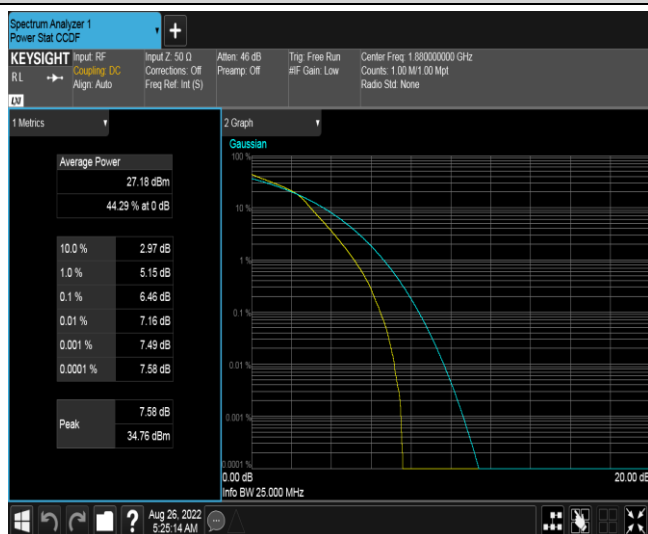 Spectrum Analyzer 1
Power Stat CCDF
+
KEYSIGHT
RL
LXI
Input: RF
Coupling: DC
Align: Auto
Input Z: 50 Ω
Corrections: Off
Freq Ref: Int (S)
Atten: 46 dB
Preamp: Off
Trig: Free Run
#IF Gain: Low
Center Freq: 1.880000000 GHz
Counts: 1.00 M/1.00 Mpt
Radio Std: None
1 Metrics
Average Power
27.18 dBm
44.29 % at 0 dB
10.0 % 2.97 dB
1.0 % 5.15 dB
0.1 % 6.46 dB
0.01 % 7.16 dB
0.001 % 7.49 dB
0.0001 % 7.58 dB
Peak
7.58 dB
34.76 dBm
2 Graph
Gaussian
100 %
10 %
1 %
0.1 %
0.01 %
0.001 %
0.0001 %
0.00 dB 20.00 dB
Info BW 25.000 MHz
?
Aug 26, 2022
5:25:14 AM